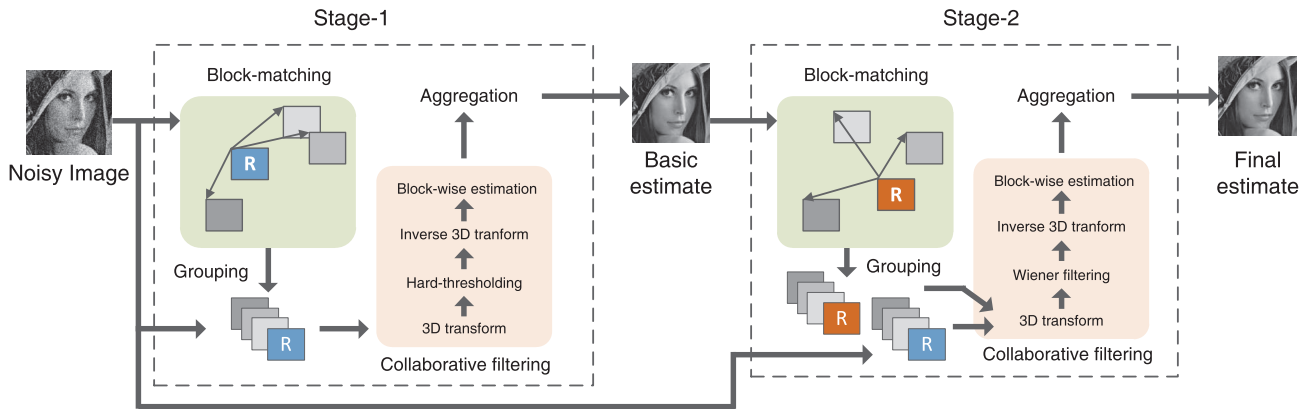 Stage-1
Stage-2
Noisy Image
Block-matching
R
Grouping
R
Aggregation
Block-wise estimation
Inverse 3D tranform
Hard-thresholding
3D transform
Collaborative filtering
Basic
estimate
Block-matching
R
Grouping
R
R
Aggregation
Block-wise estimation
Inverse 3D tranform
Wiener filtering
3D transform
Collaborative filtering
Final
estimate